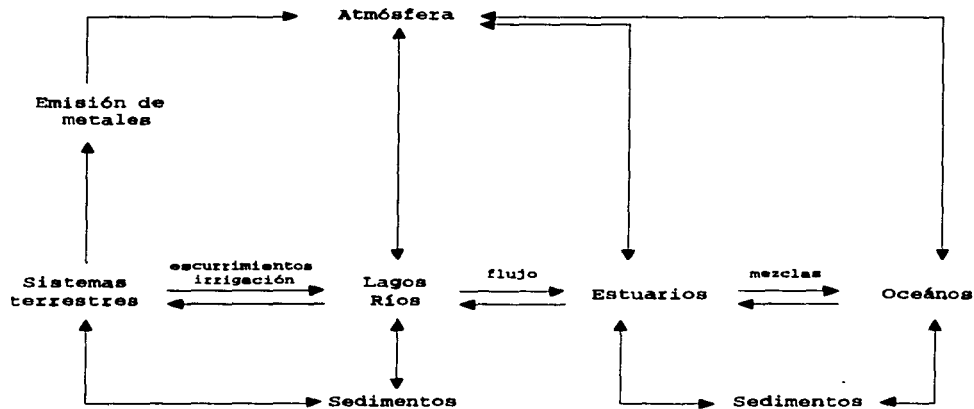 Atmósfera
Emisión de
metales
escurrimientos
irrigación
flujo
mezclas
Sistemas
terrestres
Lagos
Ríos
Estuarios
Oceános
Sedimentos
Sedimentos